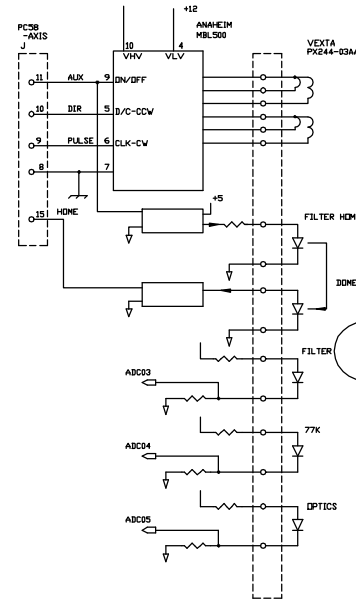 +12
PC58
-AXIS
J
ANAHEIM
MBL500
10
VHV
4
VLV
VEXTA
PX244-03AA
11
AUX
9
ON/OFF
10
DIR
5
D/C-CCW
9
PULSE
6
CLK-CW
8
7
15
HOME
+5
FILTER HOM
DOME
FILTER
ADC03
77K
ADC04
OPTICS
ADC05